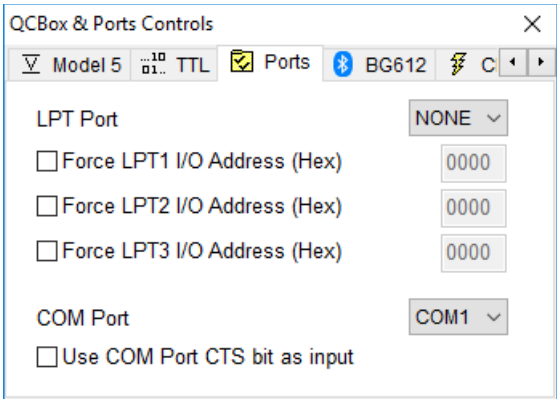 QCBox & Ports Controls
Model 5 TTL Ports BG612 C
LPT Port NONE
Force LPT1 I/O Address (Hex) 0000
Force LPT2 I/O Address (Hex) 0000
Force LPT3 I/O Address (Hex) 0000
COM Port COM1
Use COM Port CTS bit as input